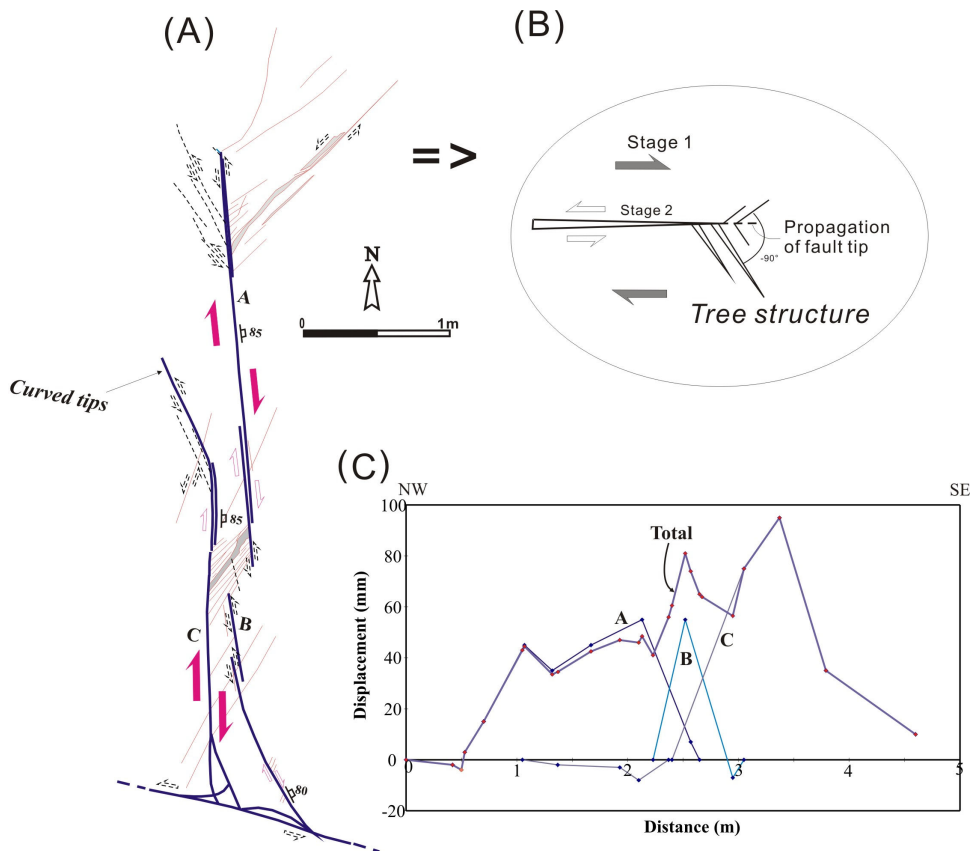 (A)
N
0
1m
A
85
Curved tips
85
C
B
80
= >
(B)
Stage 1
Stage 2
Propagation
of fault tip
-90°
Tree structure
(C)
NW
SE
100
80
60
40
20
0
-20
Displacement (mm)
Total
A
B
C
0
1
2
3
4
5
Distance (m)